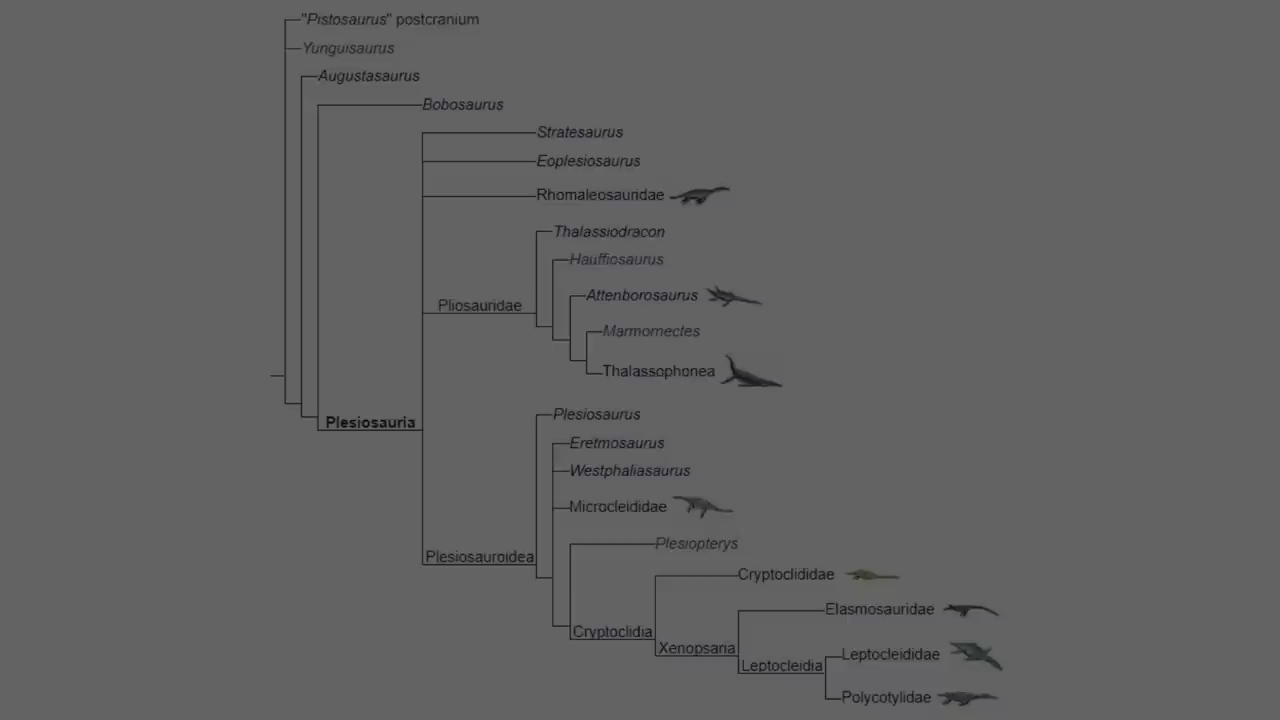 "Pistosaurus" postcranium
Yunguisaurus
Augustasaurus
Bobosaurus
Stratesaurus
Eoplesiosaurus
Rhomaleosauridae
Thalassiodracon
Hauffiosaurus
Attenborosaurus
Pliosauridae
Marmornectes
Thalassophonea
Plesiosaurus
Plesiosauria
Eretmosaurus
Westphaliasaurus
Microcleididae
Plesiopterys
Plesiosauroidea
Cryptoclididae
Elasmosauridae
Cryptoclidia
Xenopsaria
Leptocleididae
Leptocleidia
Polycotylidae